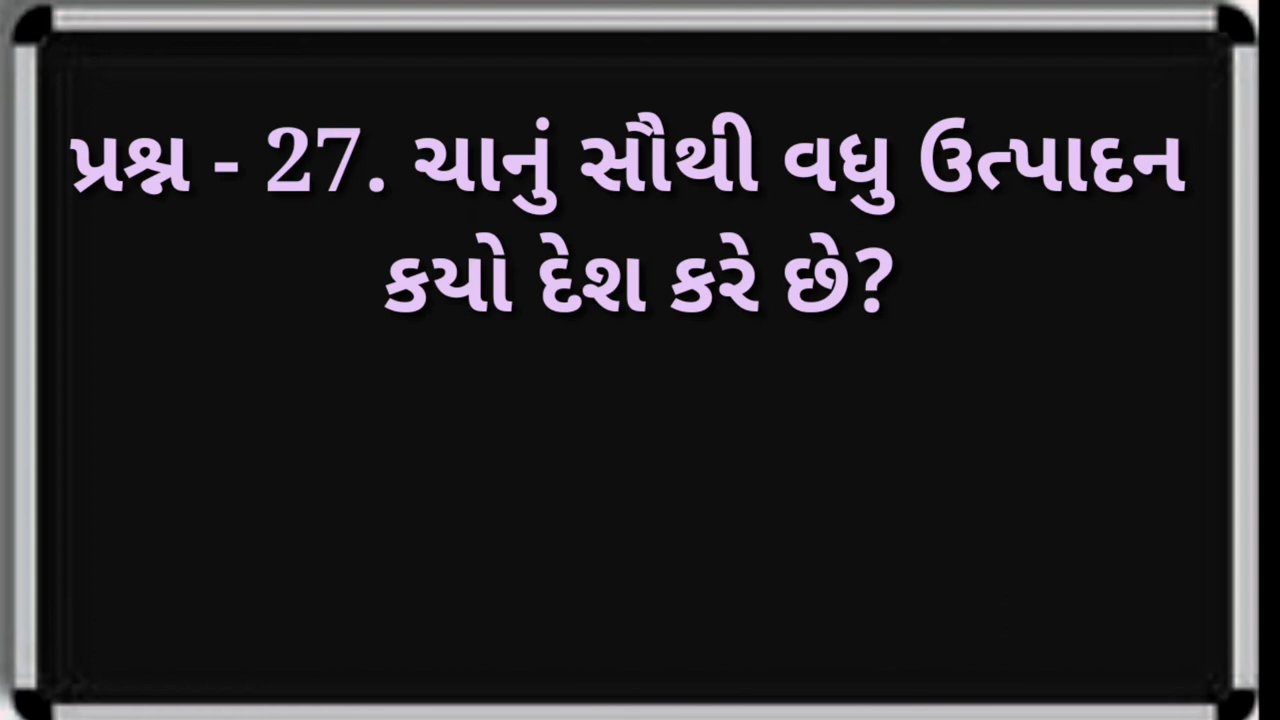 પ્રશ્ન - 27. ચાનું સૌથી વધુ ઉત્પાદન
કયો દેશ કરે છે?